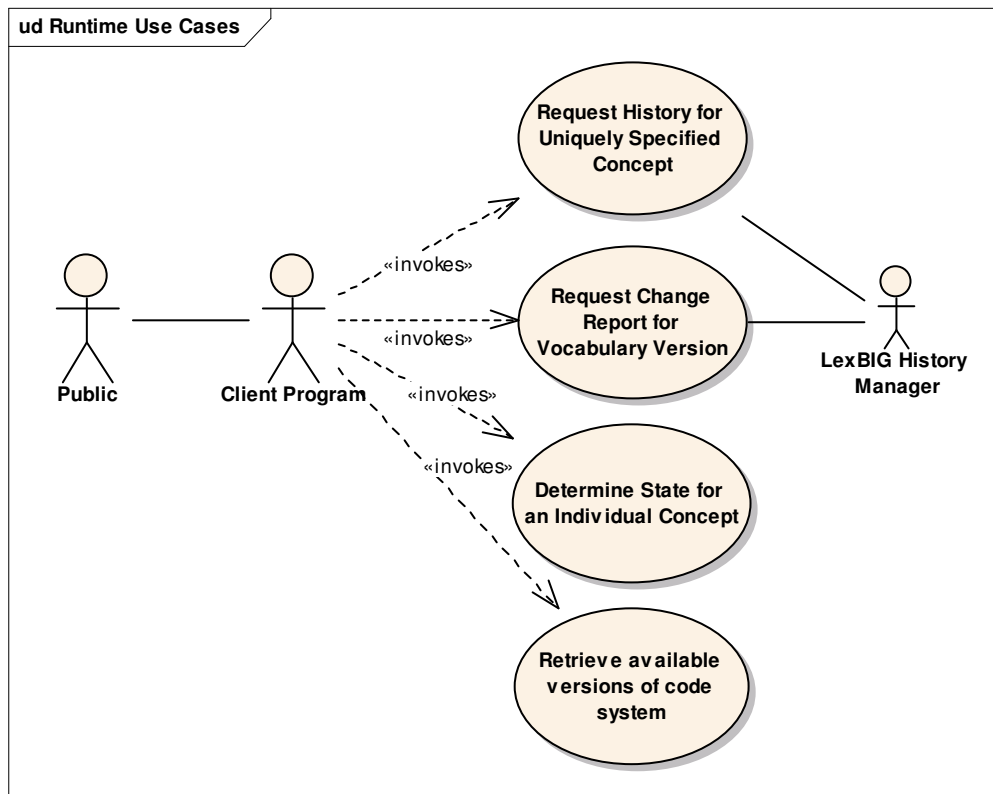 ud Runtime Use Cases
Request History for
Uniquely Specified
Concept
«invokes»
Request Change
Report for
Vocabulary Version
«invokes»
Public
Client Program
LexBIG History
Manager
«invokes»
«invokes»
Determine State for
an Individual Concept
Retrieve available
versions of code
system